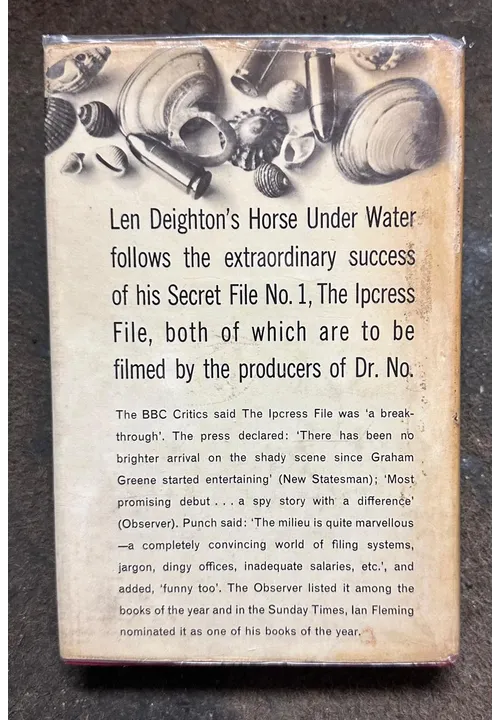 Len Deighton's Horse Under Water
follows the extraordinary success
of his Secret File No. 1, The Ipcress
File, both of which are to be
filmed by the producers of Dr. No.
The BBC Critics said The Ipcress File was ‘a break-
through’. The press declared: ‘There has been no
brighter arrival on the shady scene since Graham
Greene started entertaining’ (New Statesman); ‘Most
promising debut . . . a spy story with a difference’
(Observer). Punch said: ‘The milieu is quite marvellous
—a completely convincing world of filing systems,
jargon, dingy offices, inadequate salaries, etc.’, and
added, ‘funny too’. The Observer listed it among the
books of the year and in the Sunday Times, Ian Fleming
nominated it as one of his books of the year.